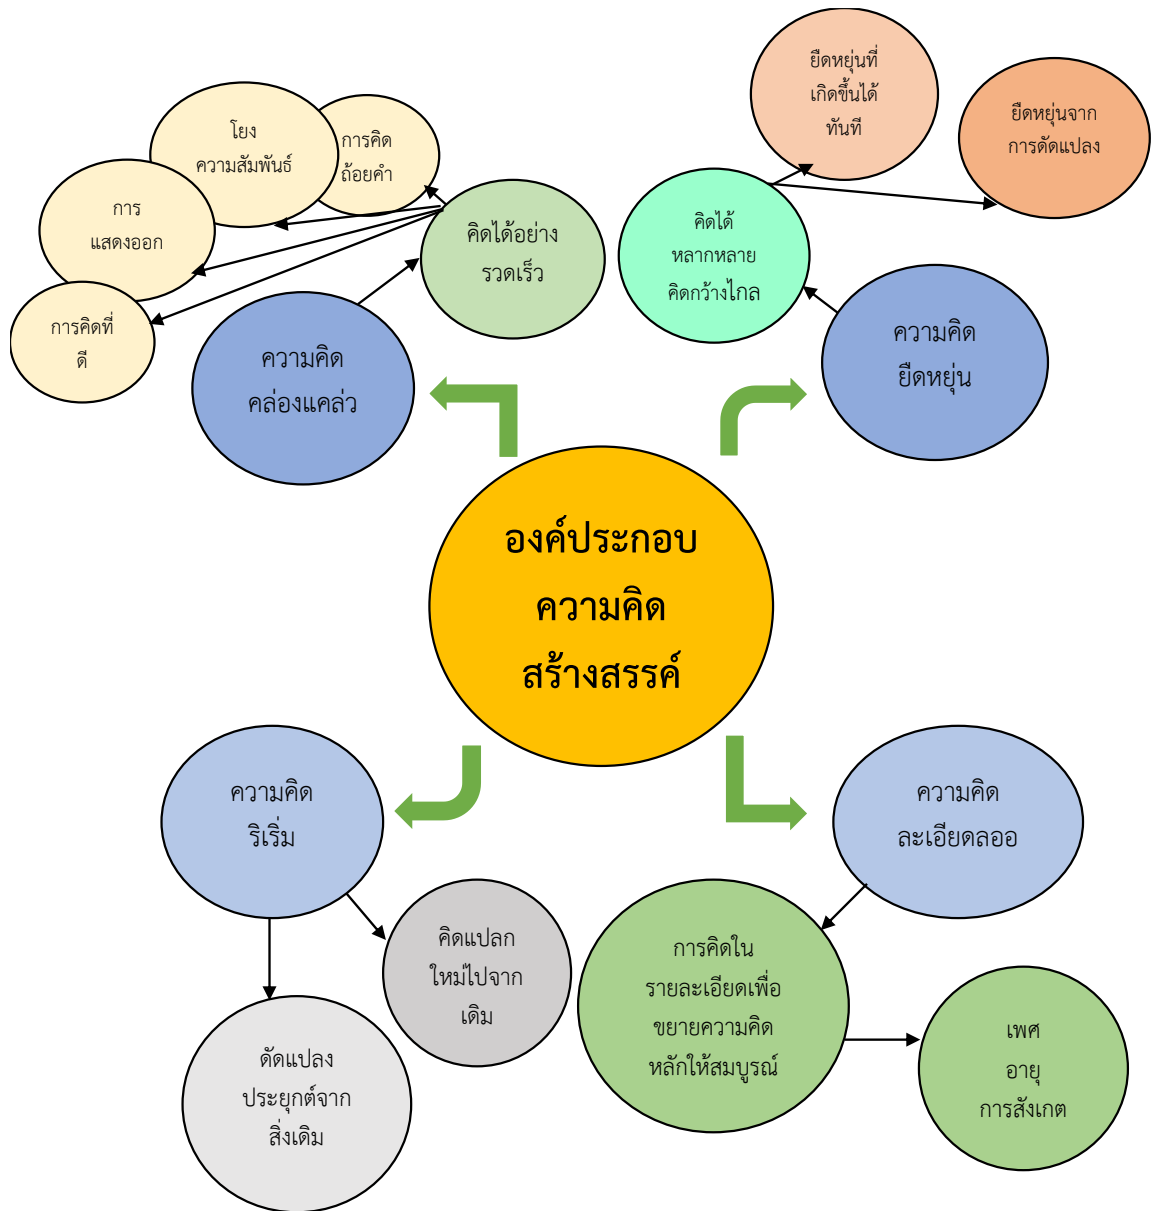 ยืดหยุ่นที่
เกิดขึ้นได้
ทันที
ยืดหยุ่นจาก
การดัดแปลง
โยง
ความสัมพันธ์
การคิด
ถ้อยคำ
การ
แสดงออก
การคิดที่
ดี
คิดได้อย่าง
รวดเร็ว
คิดได้
หลากหลาย
คิดกว้างไกล
ความคิด
คล่องแคล่ว
ความคิด
ยืดหยุ่น
องค์ประกอบ
ความคิด
สร้างสรรค์
ความคิด
ริเริ่ม
ความคิด
ละเอียดลออ
คิดแปลก
ใหม่ไปจาก
เดิม
การคิดใน
รายละเอียดเพื่อ
ขยายความคิด
หลักให้สมบูรณ์
ดัดแปลง
ประยุกต์จาก
สิ่งเดิม
เพศ
อายุ
การสังเกต